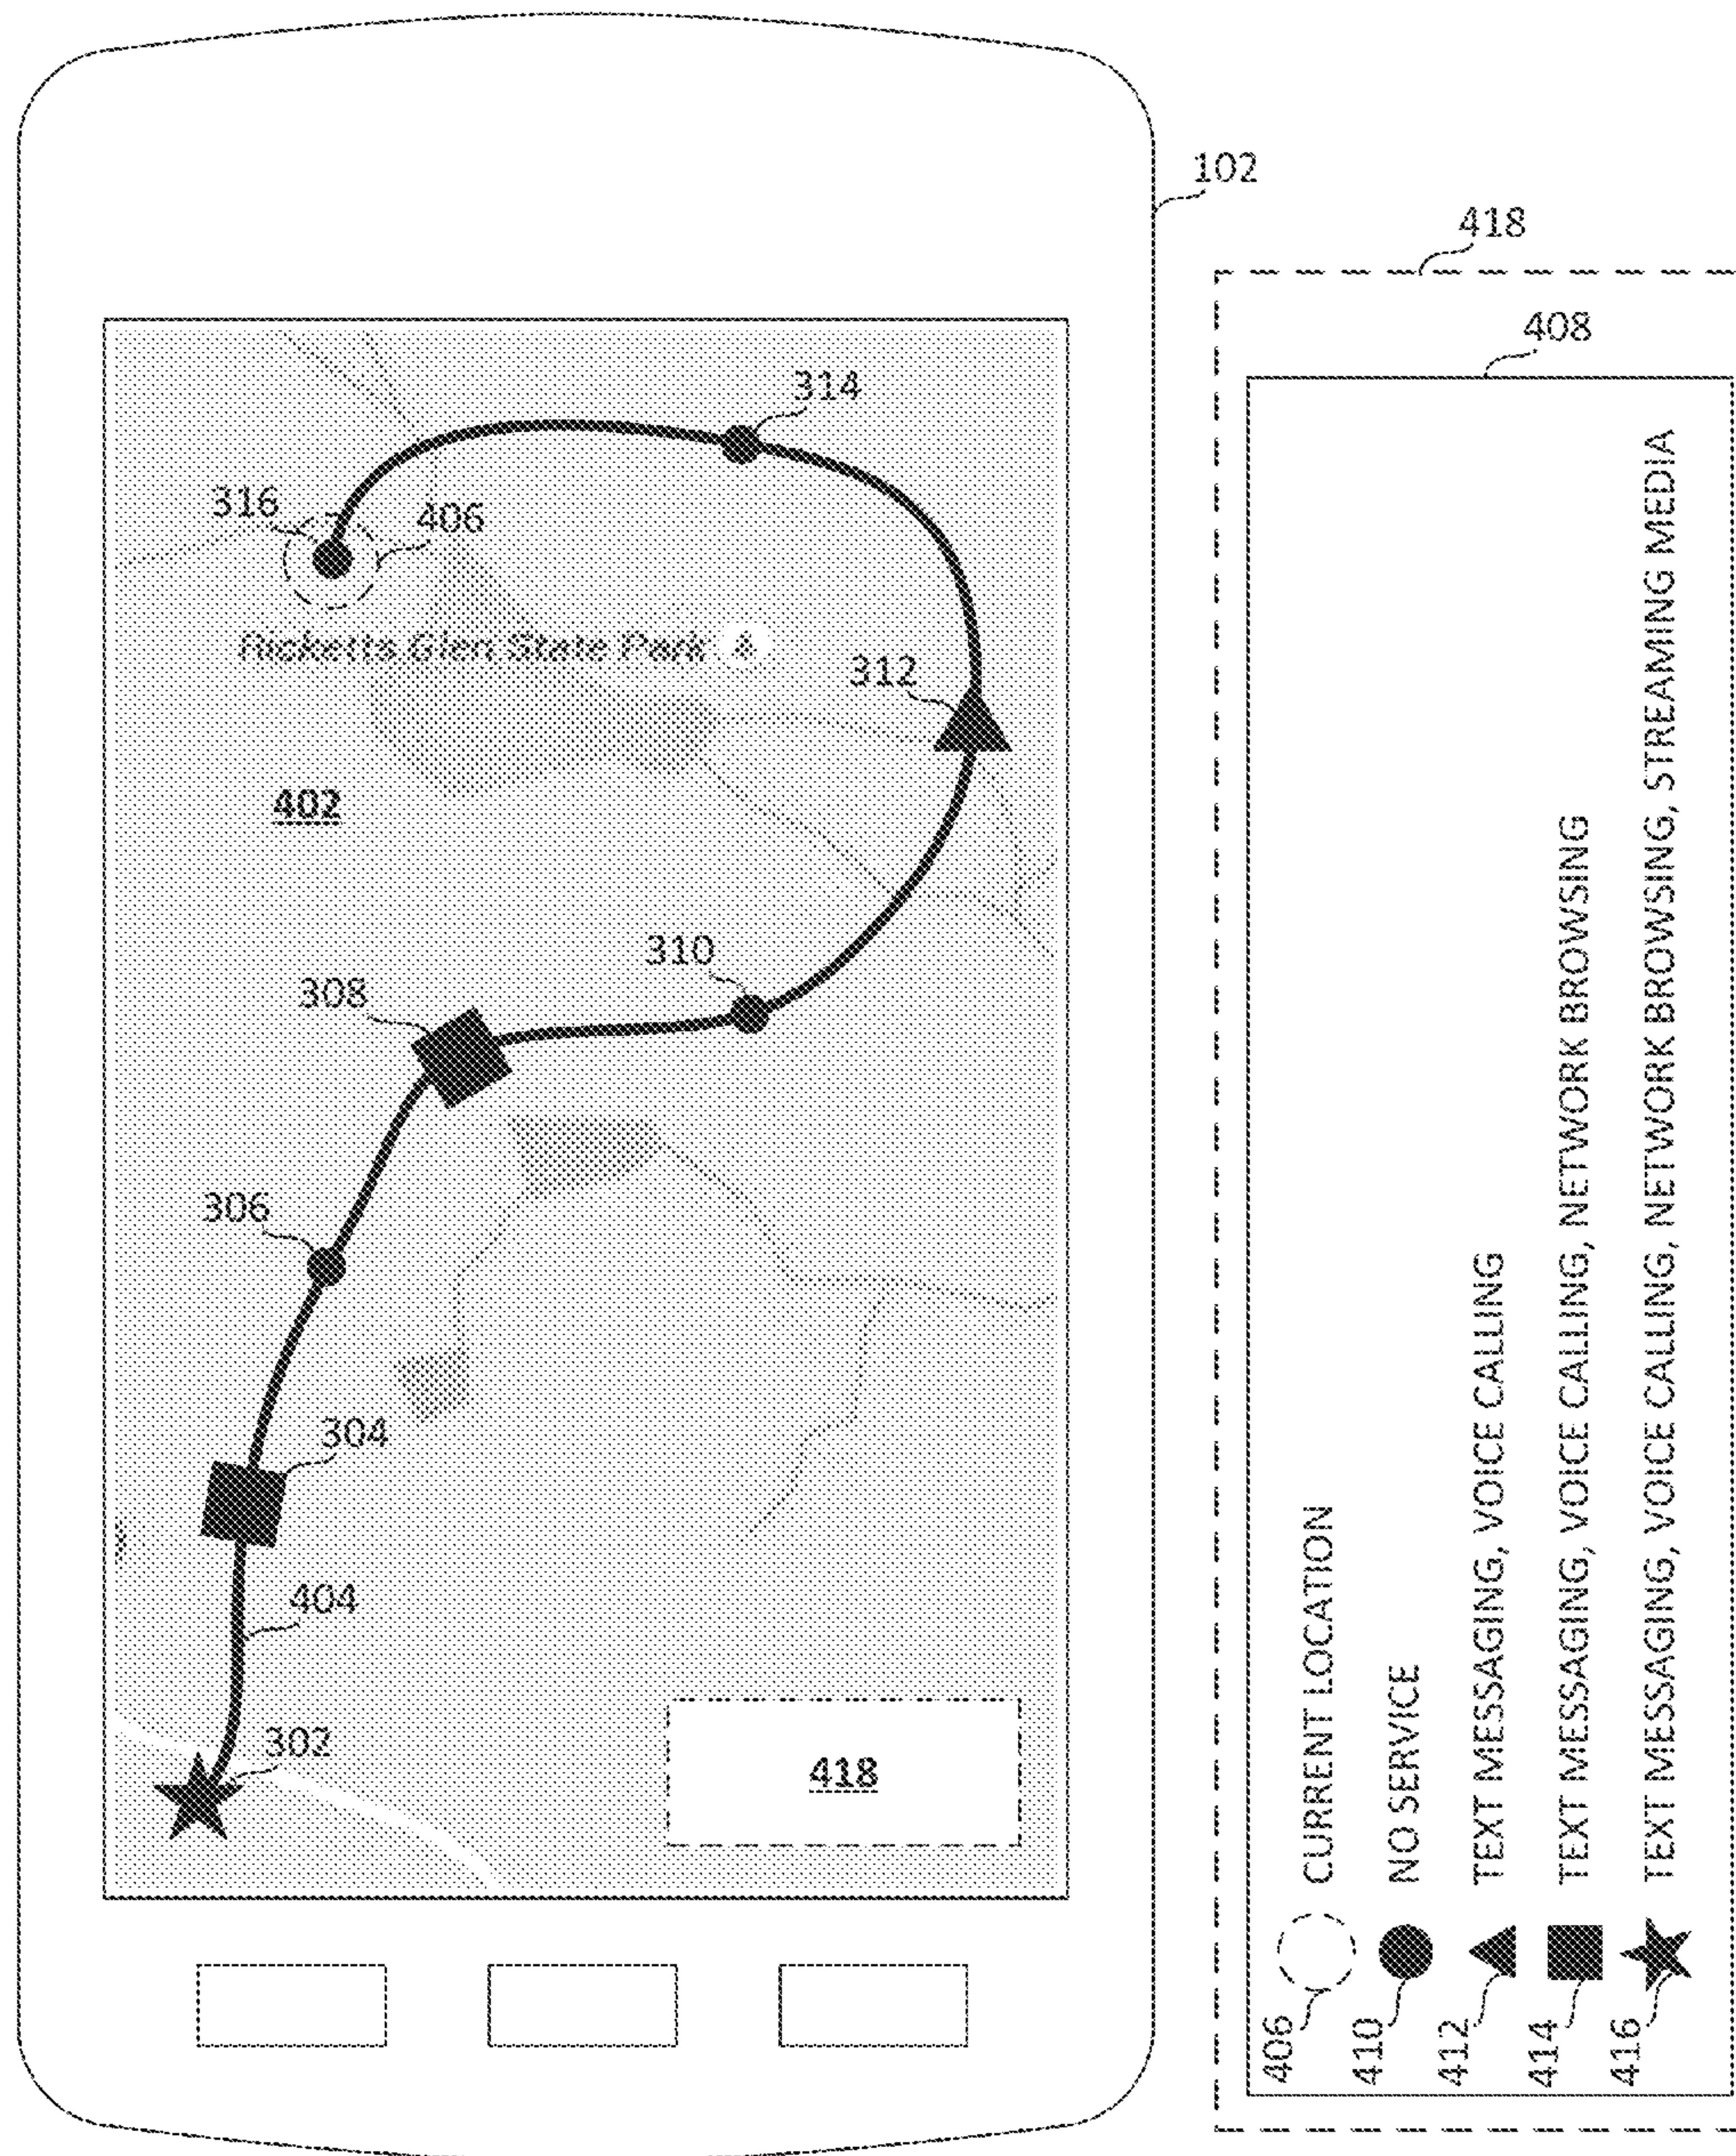 102
418
408
314
316
406
Ricketts Glen State Park
312
402
310
308
306
304
404
302
418
406 CURRENT LOCATION
410 NO SERVICE
412 TEXT MESSAGING, VOICE CALLING
414 TEXT MESSAGING, VOICE CALLING, NETWORK BROWSING
416 TEXT MESSAGING, VOICE CALLING, NETWORK BROWSING, STREAMING MEDIA